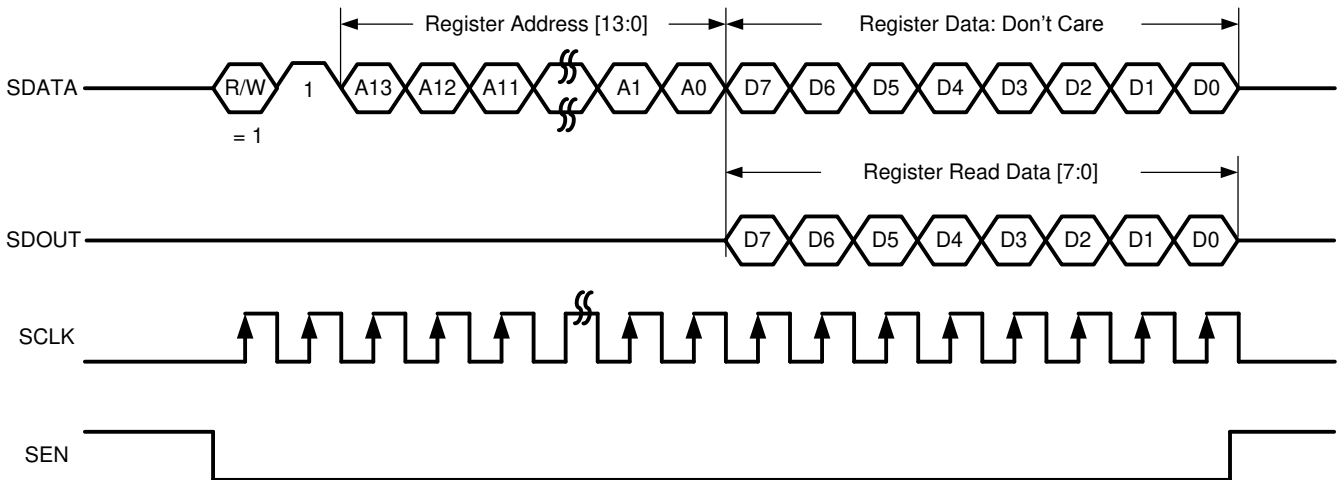 Register Address [13:0] Register Data: Don't Care
SDATA R/W 1 A13 A12 A11 A1 A0 D7 D6 D5 D4 D3 D2 D1 D0
= 1
Register Read Data [7:0]
SDOUT D7 D6 D5 D4 D3 D2 D1 D0
SCLK
SEN